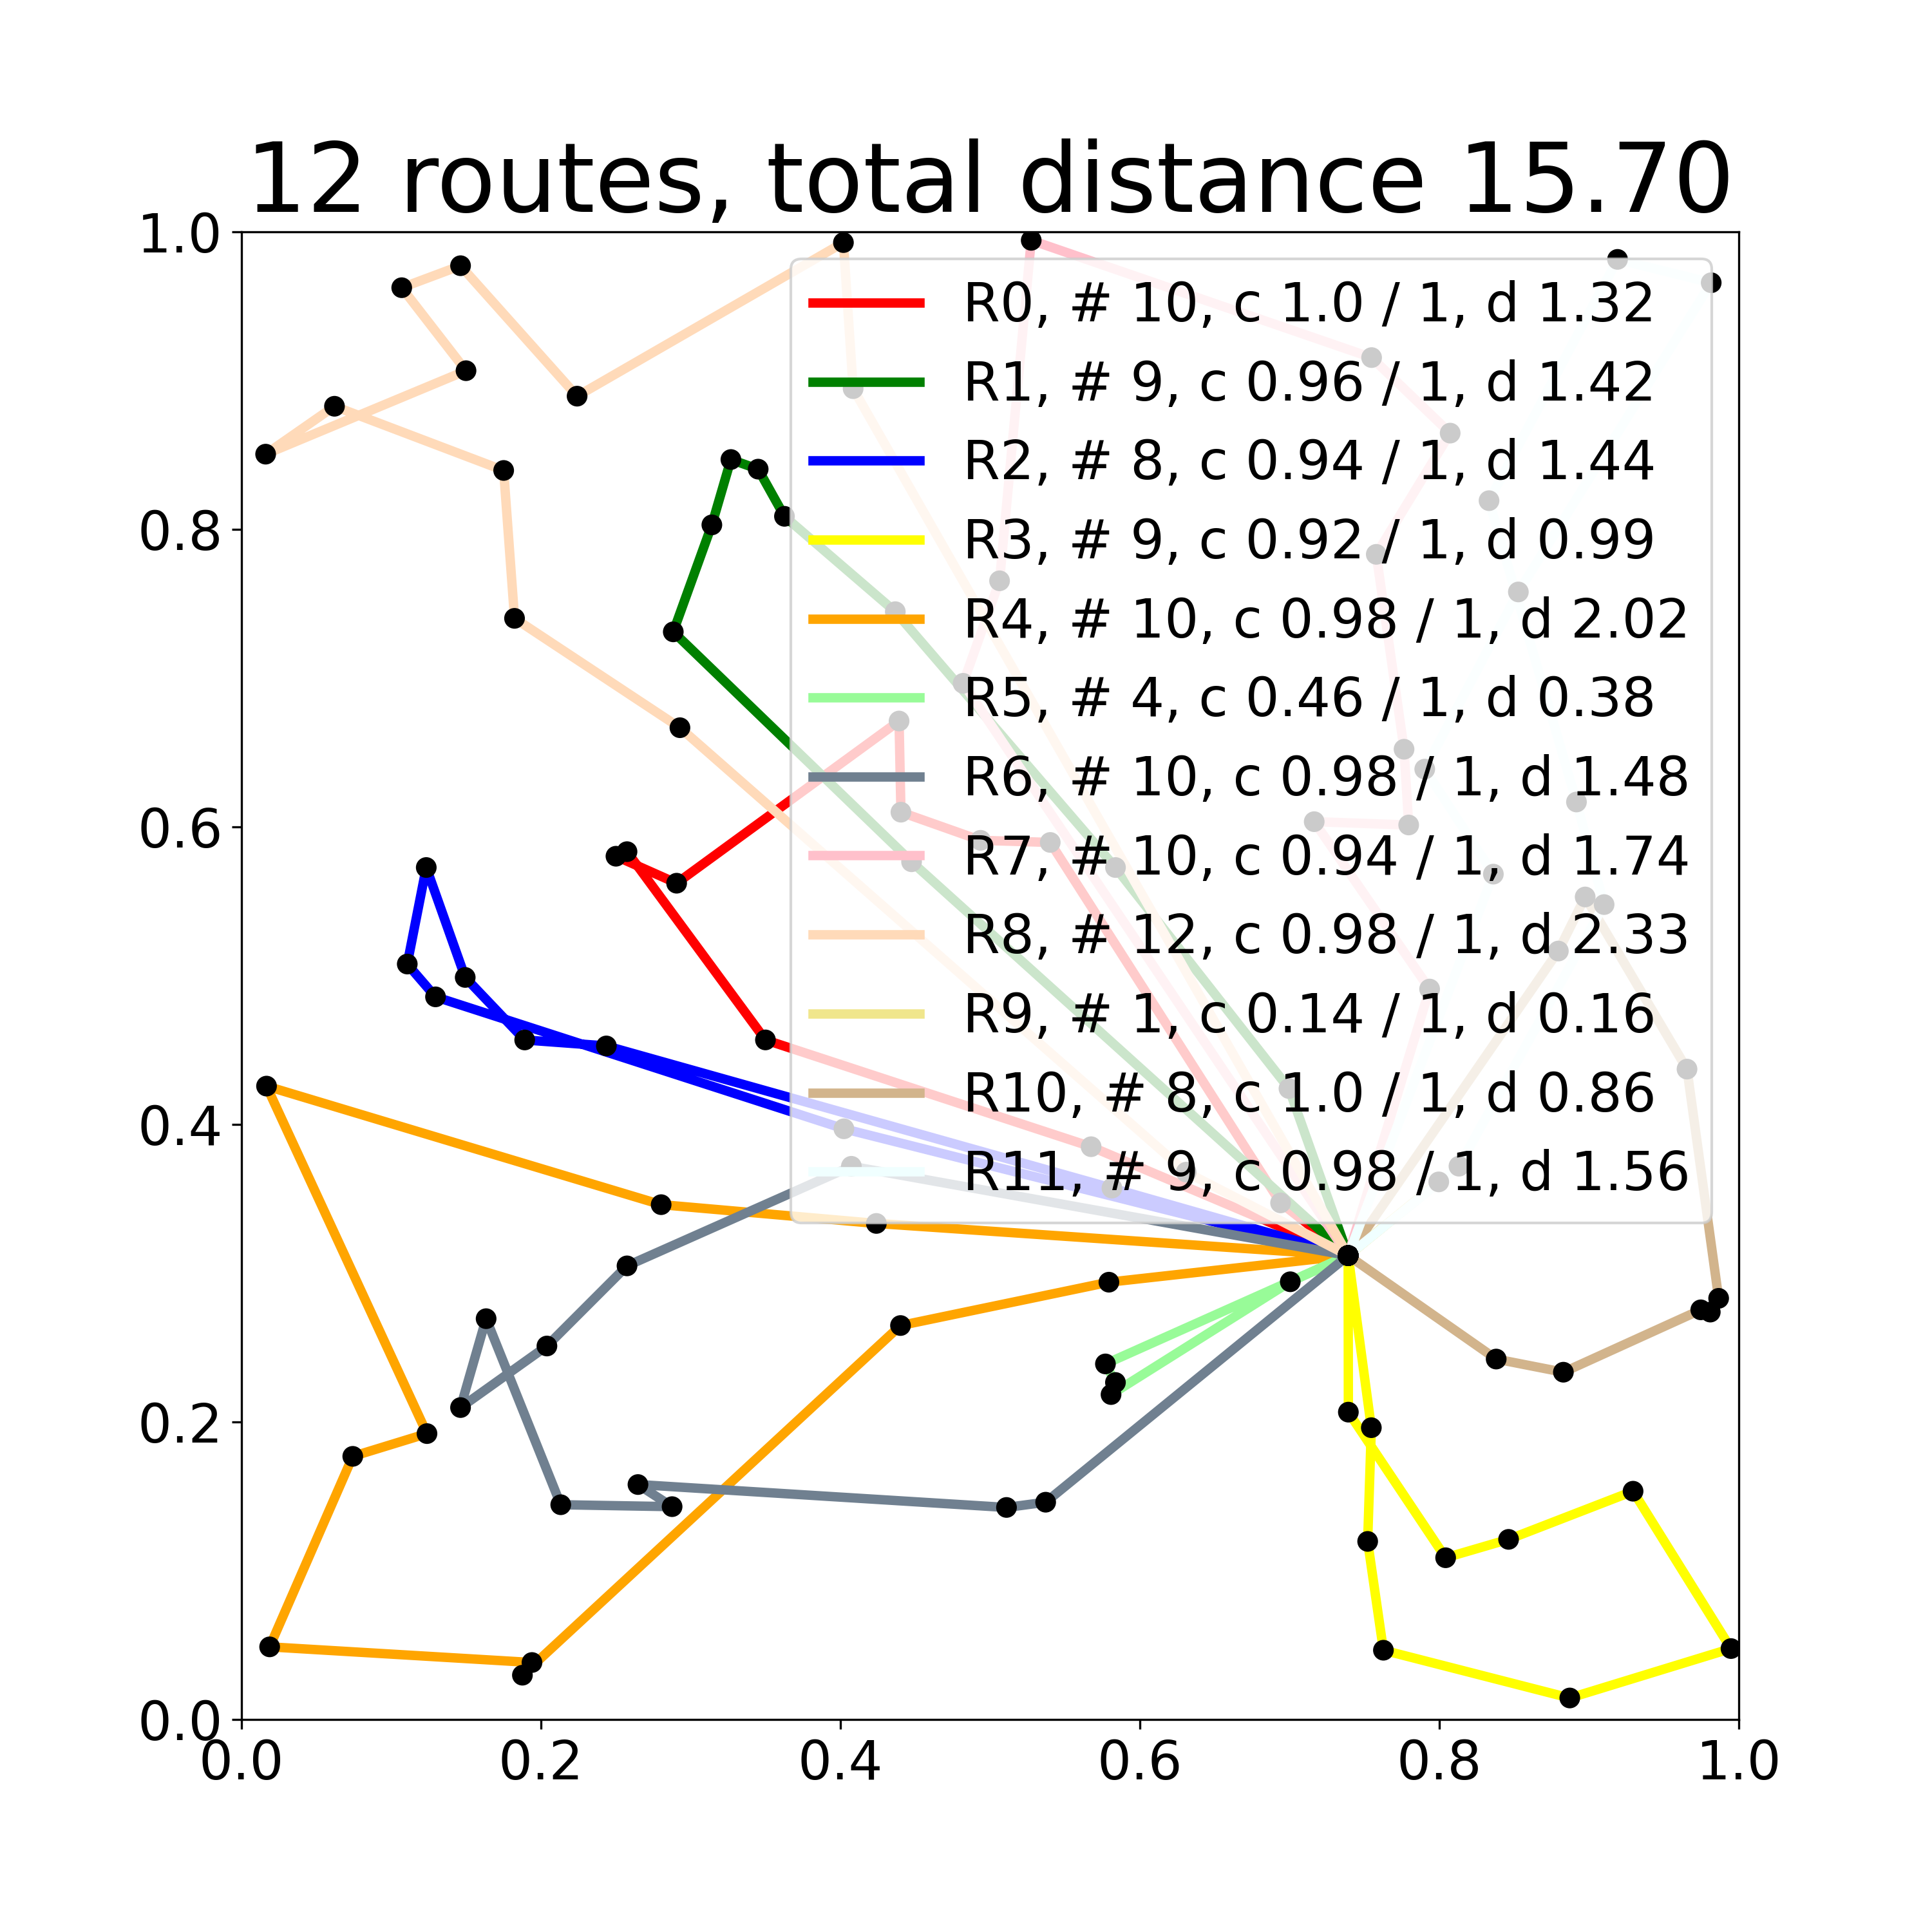 12 routes, total distance 15.70
1.0
0.8
0.6
0.4
0.2
0.0
R0, # 10, c 1.0 / 1, d 1.32
R1, # 9, c 0.96 / 1, d 1.42
R2, # 8, c 0.94 / 1, d 1.44
R3, # 9, c 0.92 / 1, d 0.99
R4, # 10, c 0.98 / 1, d 2.02
R5, # 4, c 0.46 / 1, d 0.38
R6, # 10, c 0.98 / 1, d 1.48
R7, # 10, c 0.94 / 1, d 1.74
R8, # 12, c 0.98 / 1, d 2.33
R9, # 1, c 0.14 / 1, d 0.16
R10, # 8, c 1.0 / 1, d 0.86
R11, # 9, c 0.98 / 1, d 1.56
0.0 0.2 0.4 0.6 0.8 1.0